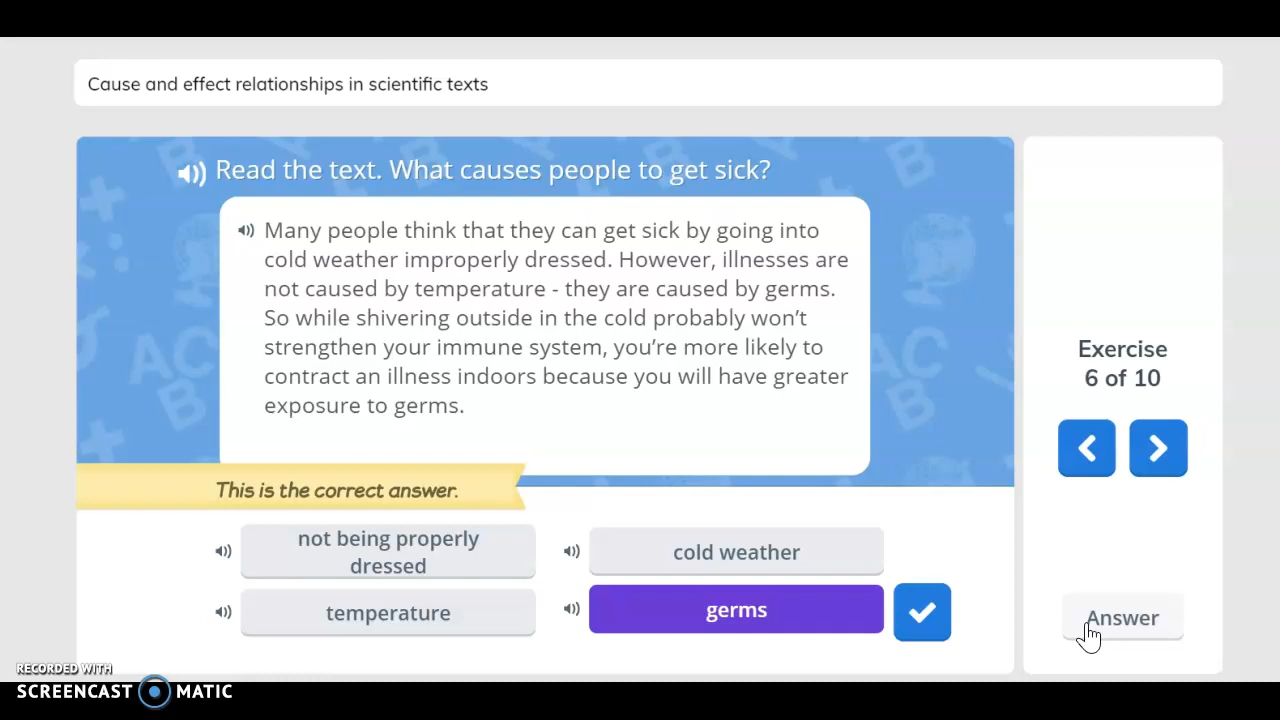 Cause and effect relationships in scientific texts
Read the text. What causes people to get sick?
Many people think that they can get sick by going into
cold weather improperly dressed. However, illnesses are
not caused by temperature - they are caused by germs.
So while shivering outside in the cold probably won't
strengthen your immune system, you're more likely to
contract an illness indoors because you will have greater
exposure to germs.
Exercise
6 of 10
This is the correct answer.
not being properly
dressed
cold weather
temperature
germs
Answer
RECORDED WITH
SCREENCAST MATIC